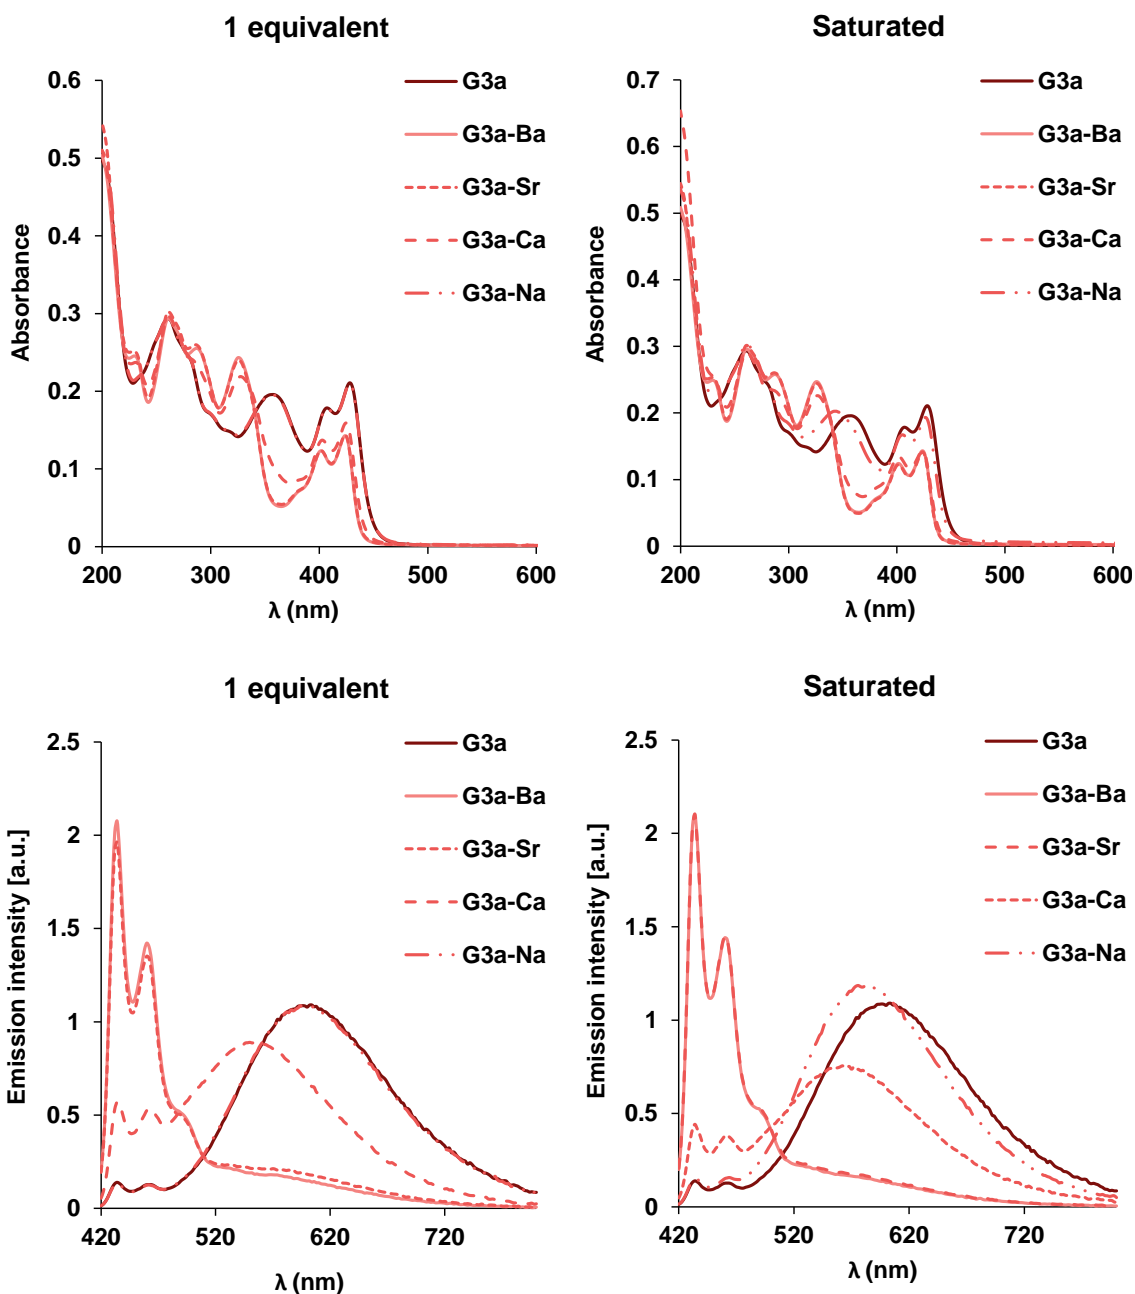 1 equivalent
Saturated
0.6
0.5
0.4
0.3
0.2
0.1
0
Absorbance
200
300
400
500
600
λ (nm)
G3a
G3a-Ba
G3a-Sr
G3a-Ca
G3a-Na
0.7
0.6
0.5
0.4
0.3
0.2
0.1
0
Absorbance
200
300
400
500
600
λ (nm)
G3a
G3a-Ba
G3a-Sr
G3a-Ca
G3a-Na
1 equivalent
Saturated
2.5
2
1.5
1
0.5
0
Emission intensity [a.u.]
420
520
620
720
λ (nm)
G3a
G3a-Ba
G3a-Sr
G3a-Ca
G3a-Na
2.5
2
1.5
1
0.5
0
Emission intensity [a.u.]
420
520
620
720
λ (nm)
G3a
G3a-Ba
G3a-Sr
G3a-Ca
G3a-Na